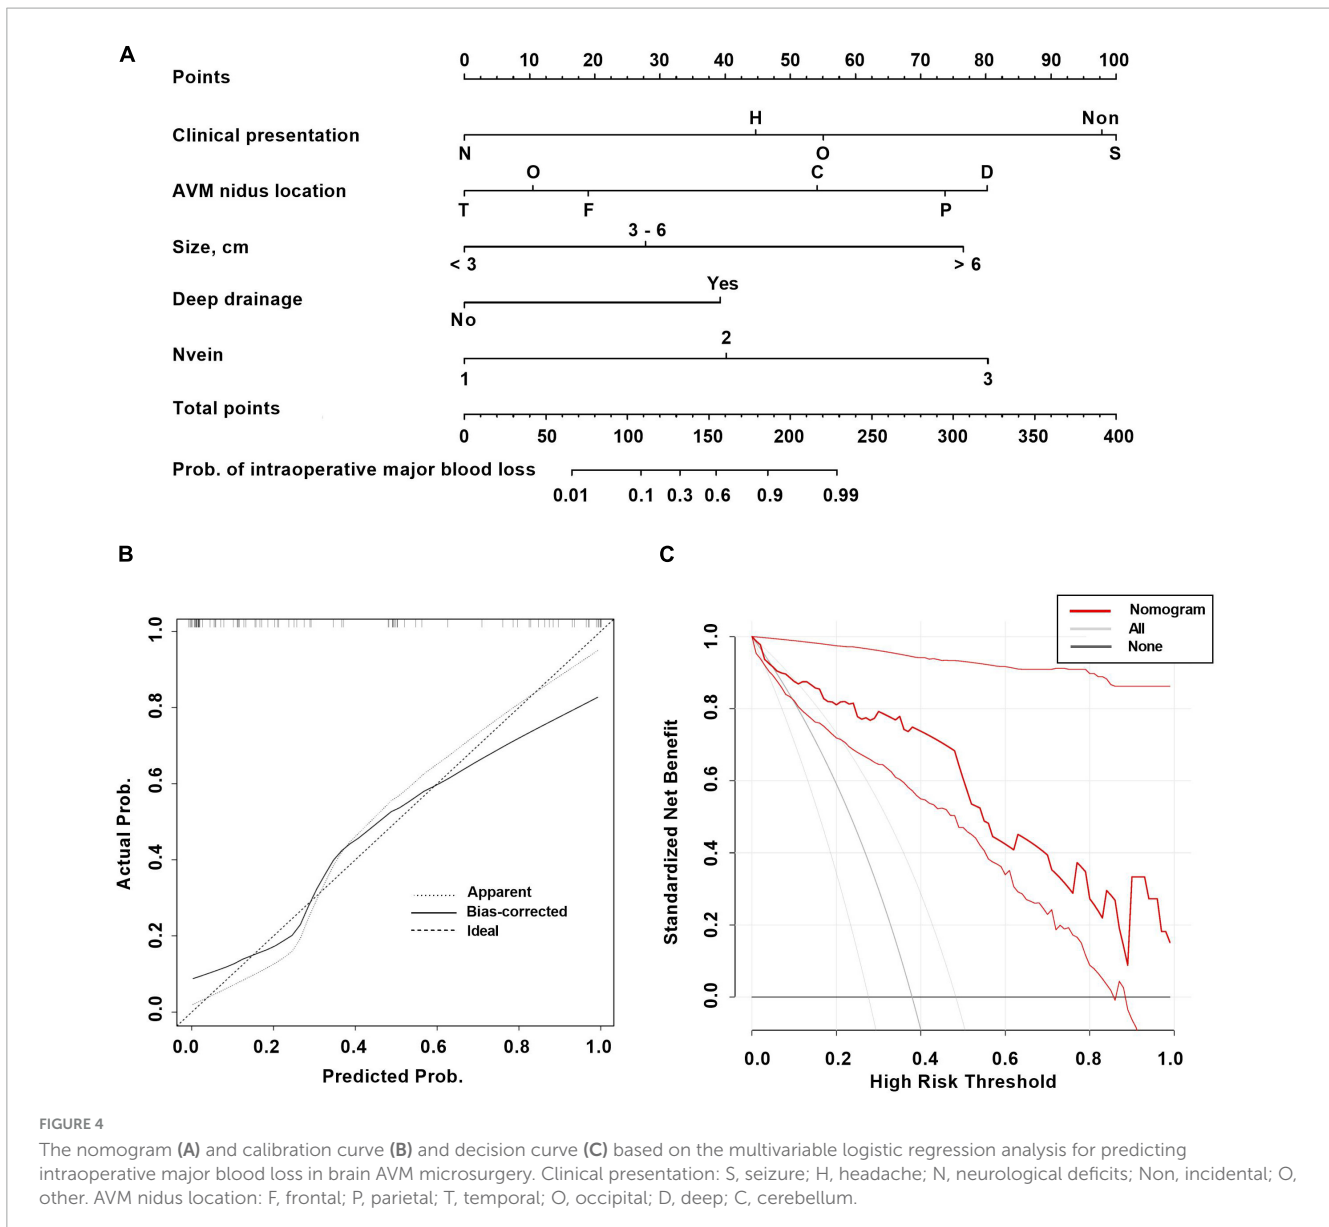 A
Points
0 10 20 30 40 50 60 70 80 90 100
H Non
Clinical presentation
N O S
O C D
AVM nidus location
T F P
3 - 6
Size, cm
< 3 > 6
Yes
Deep drainage
No
2
Nvein
1 3
Total points
0 50 100 150 200 250 300 350 400
Prob. of intraoperative major blood loss
0.01 0.1 0.3 0.6 0.9 0.99
B
Actual Prob.
1.0
0.8
0.6
0.4
0.2
0.0
Apparent
Bias-corrected
Ideal
0.0 0.2 0.4 0.6 0.8 1.0
Predicted Prob.
C
Nomogram
All
None
Standardized Net Benefit
1.0
0.8
0.6
0.4
0.2
0.0
0.0 0.2 0.4 0.6 0.8 1.0
High Risk Threshold
FIGURE 4
The nomogram (A) and calibration curve (B) and decision curve (C) based on the multivariable logistic regression analysis for predicting
intraoperative major blood loss in brain AVM microsurgery. Clinical presentation: S, seizure; H, headache; N, neurological deficits; Non, incidental; O,
other. AVM nidus location: F, frontal; P, parietal; T, temporal; O, occipital; D, deep; C, cerebellum.